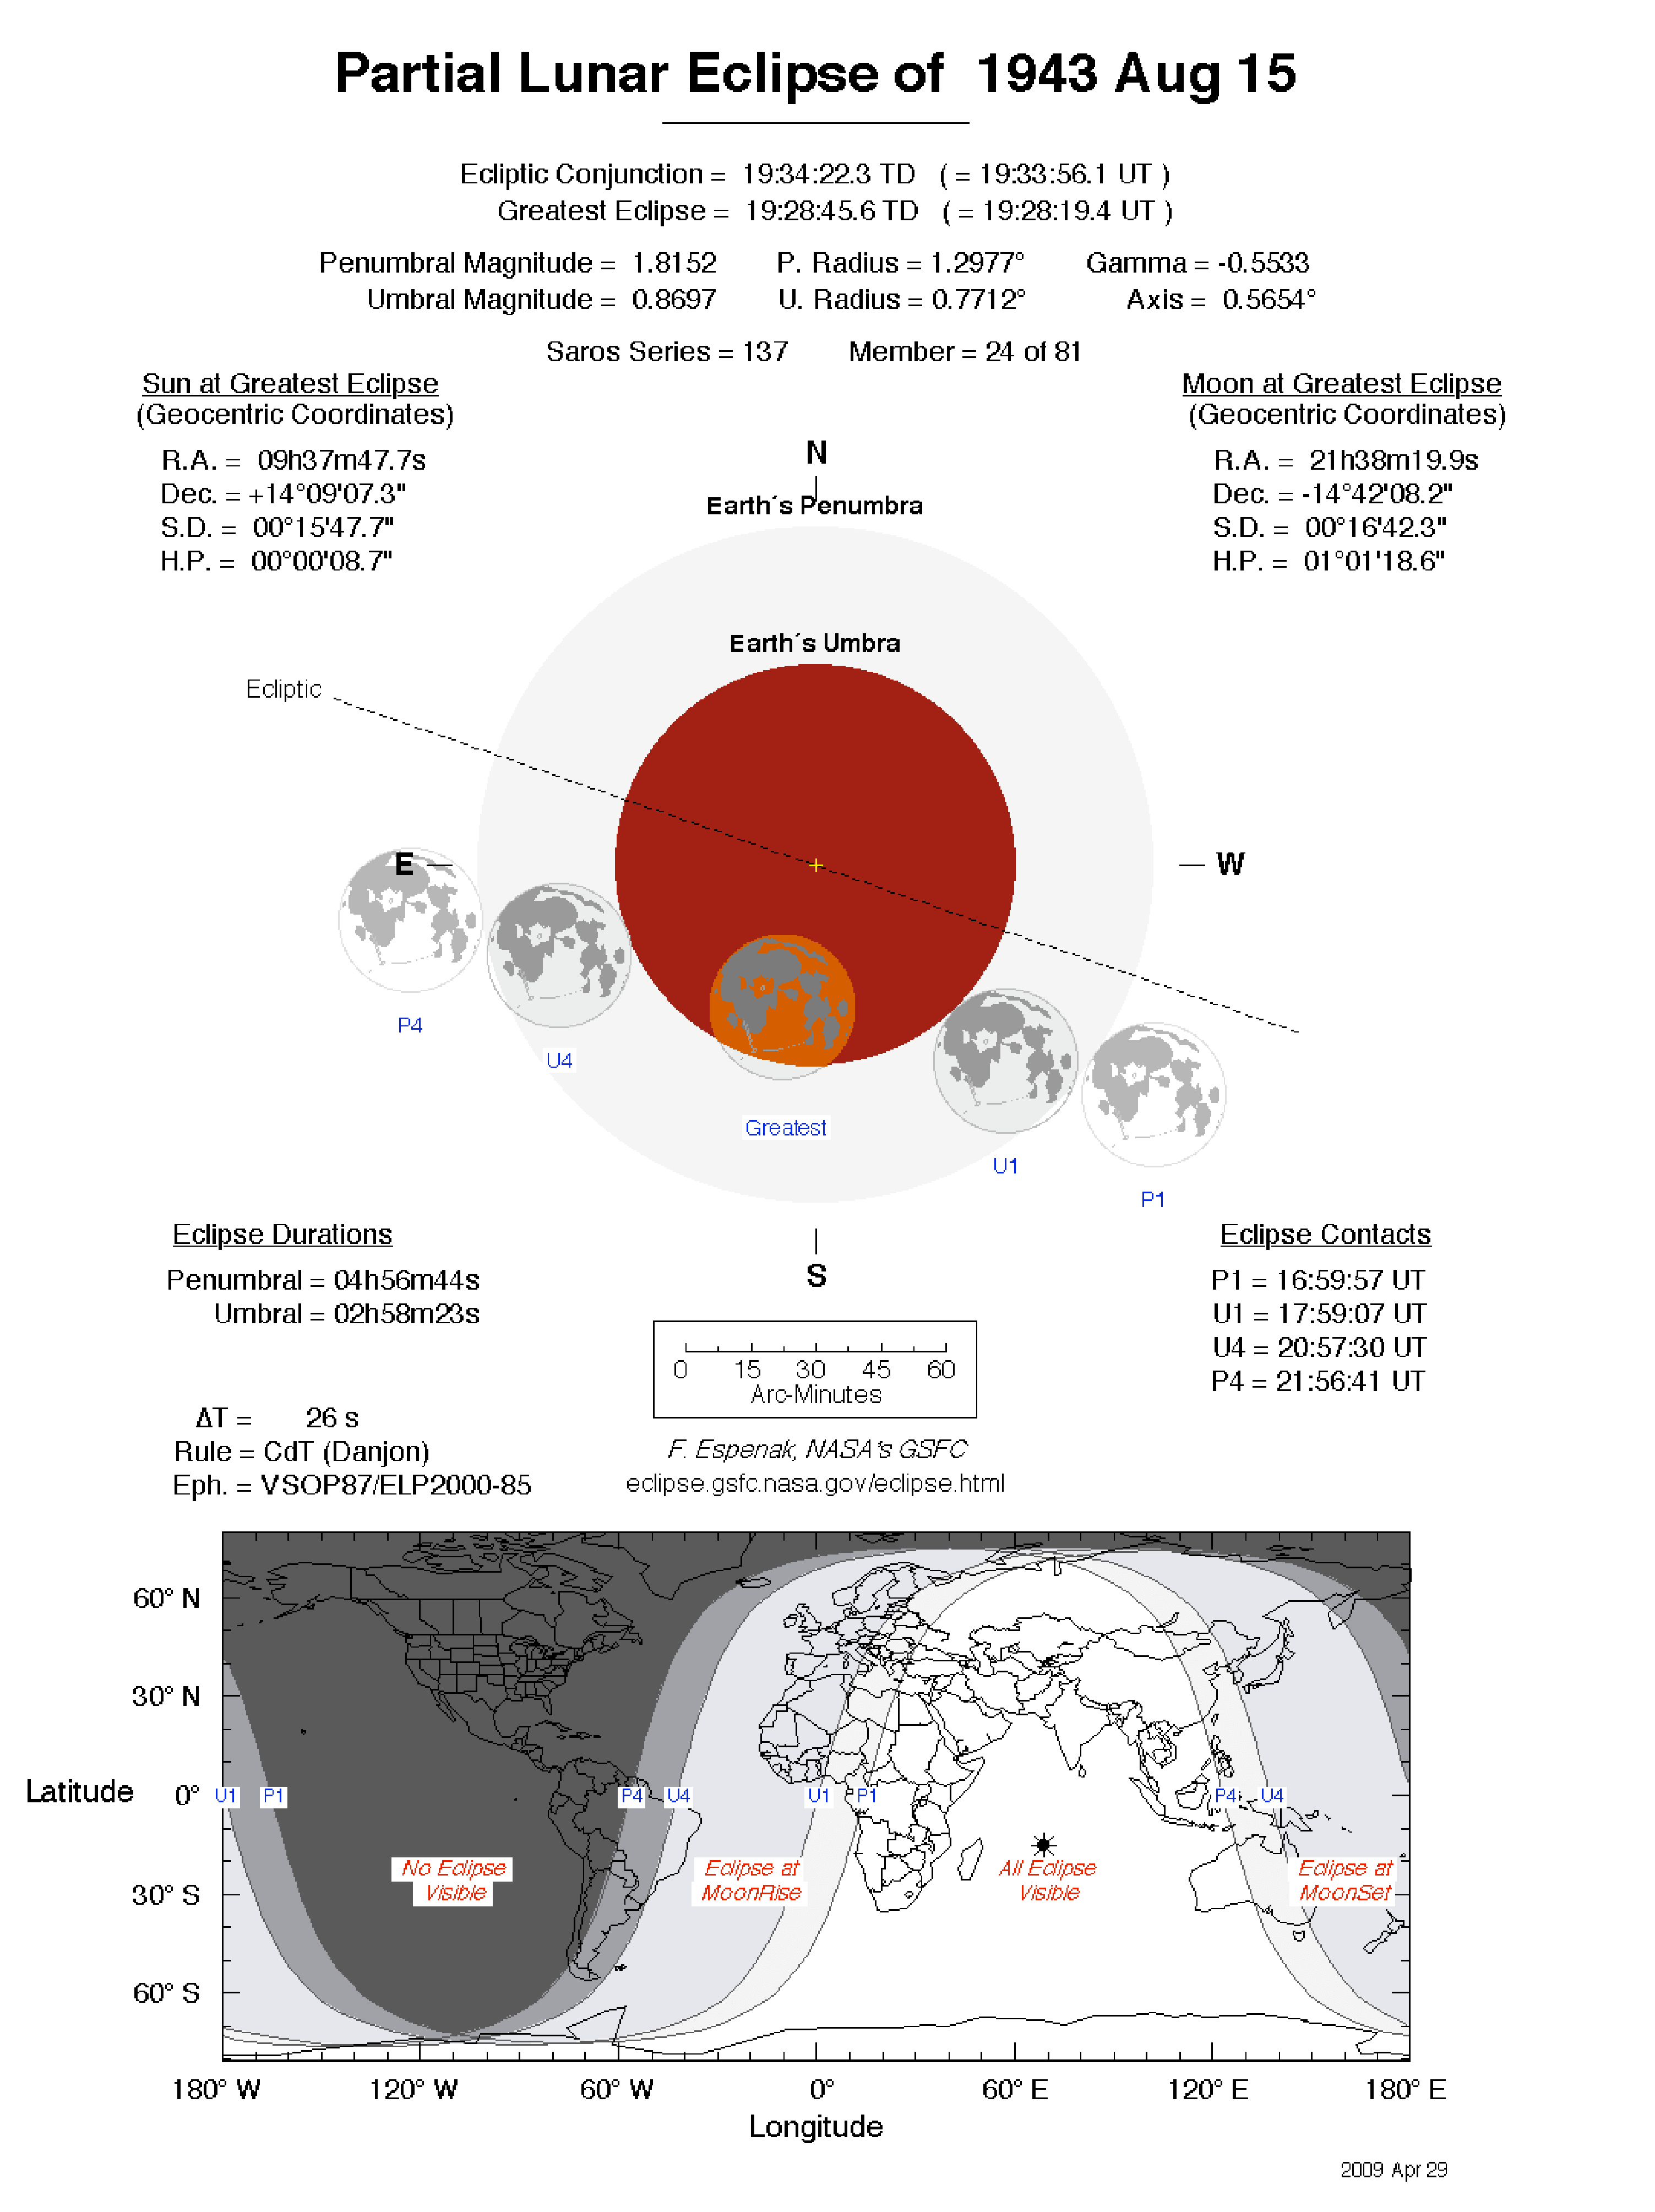 Partial Lunar Eclipse of 1943 Aug 15
Ecliptic Conjunction = 19:34:22.3 TD ( = 19:33:56.1 UT )
Greatest Eclipse = 19:28:45.6 TD ( = 19:28:19.4 UT )
Penumbral Magnitude = 1.8152 P. Radius = 1.2977° Gamma = -0.5533
Umbral Magnitude = 0.8697 U. Radius = 0.7712° Axis = 0.5654°
Saros Series = 137 Member = 24 of 81
Sun at Greatest Eclipse
(Geocentric Coordinates)
R.A. = 09h37m47.7s
Dec. = +14°09'07.3"
S.D. = 00°15'47.7"
H.P. = 00°00'08.7"
Moon at Greatest Eclipse
(Geocentric Coordinates)
R.A. = 21h38m19.9s
Dec. = -14°42'08.2"
S.D. = 00°16'42.3"
H.P. = 01°01'18.6"
N
Earth´s Penumbra
Earth´s Umbra
Ecliptic
E
W
P4
U4
Greatest
U1
P1
S
Eclipse Durations
Penumbral = 04h56m44s
Umbral = 02h58m23s
Eclipse Contacts
P1 = 16:59:57 UT
U1 = 17:59:07 UT
U4 = 20:57:30 UT
P4 = 21:56:41 UT
0 15 30 45 60
Arc-Minutes
ΔT = 26 s
Rule = CdT (Danjon)
Eph. = VSOP87/ELP2000-85
F. Espenak, NASA's GSFC
eclipse.gsfc.nasa.gov/eclipse.html
60° N
30° N
Latitude 0°
30° S
60° S
U1 P1 P4 U4 U1 P1 P4 U4
No Eclipse
Visible
Eclipse at
MoonRise
All Eclipse
Visible
Eclipse at
MoonSet
180° W 120° W 60° W 0° 60° E 120° E 180° E
Longitude
2009 Apr 29